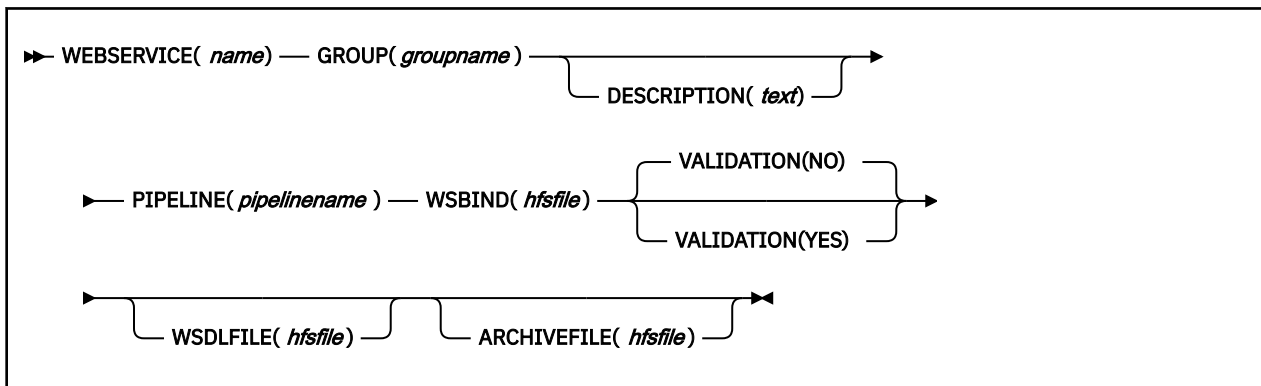 WEBSERVICE( name) GROUP( groupname )
DESCRIPTION( text)
VALIDATION(NO)
PIPELINE( pipelinename ) WSBIND( hfsfile)
VALIDATION(YES)
WSDLFILE( hfsfile) ARCHIVEFILE( hfsfile)